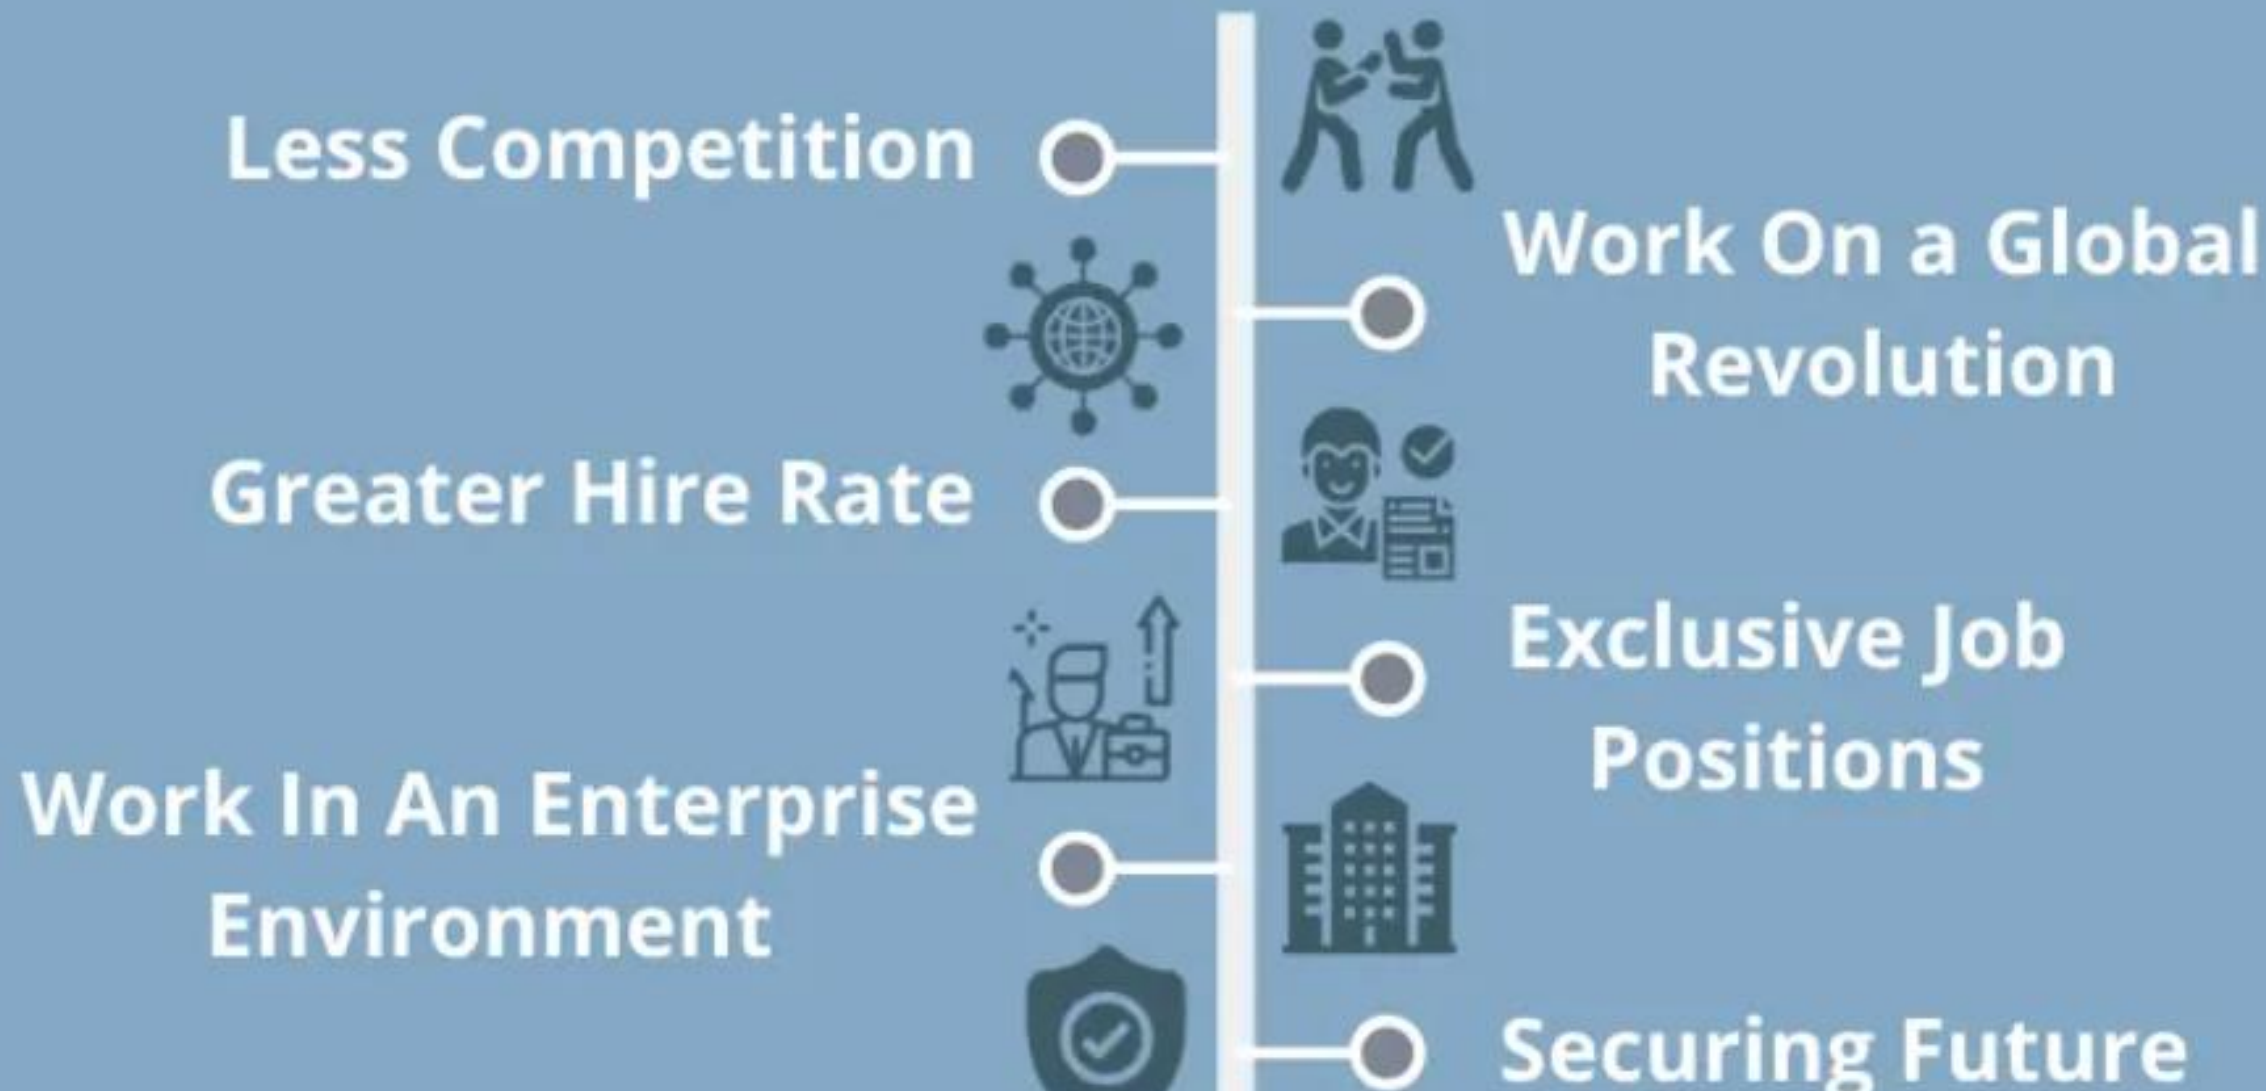 Less Competition
Work On a Global
Revolution
Greater Hire Rate
Exclusive Job
Positions
Work In An Enterprise
Environment
Securing Future